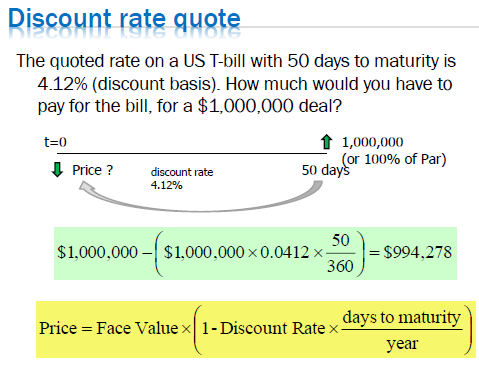 Discount rate quote
The quoted rate on a US T-bill with 50 days to maturity is
4.12% (discount basis). How much would you have to
pay for the bill, for a $1,000,000 deal?
t=0
1,000,000
(or 100% of Par)
Price ?
discount rate
4.12%
50 days
$1,000,000 – ( $1,000,000 × 0.0412 × 50/360 ) = $994,278
Price = Face Value × ( 1 - Discount Rate × days to maturity/year )